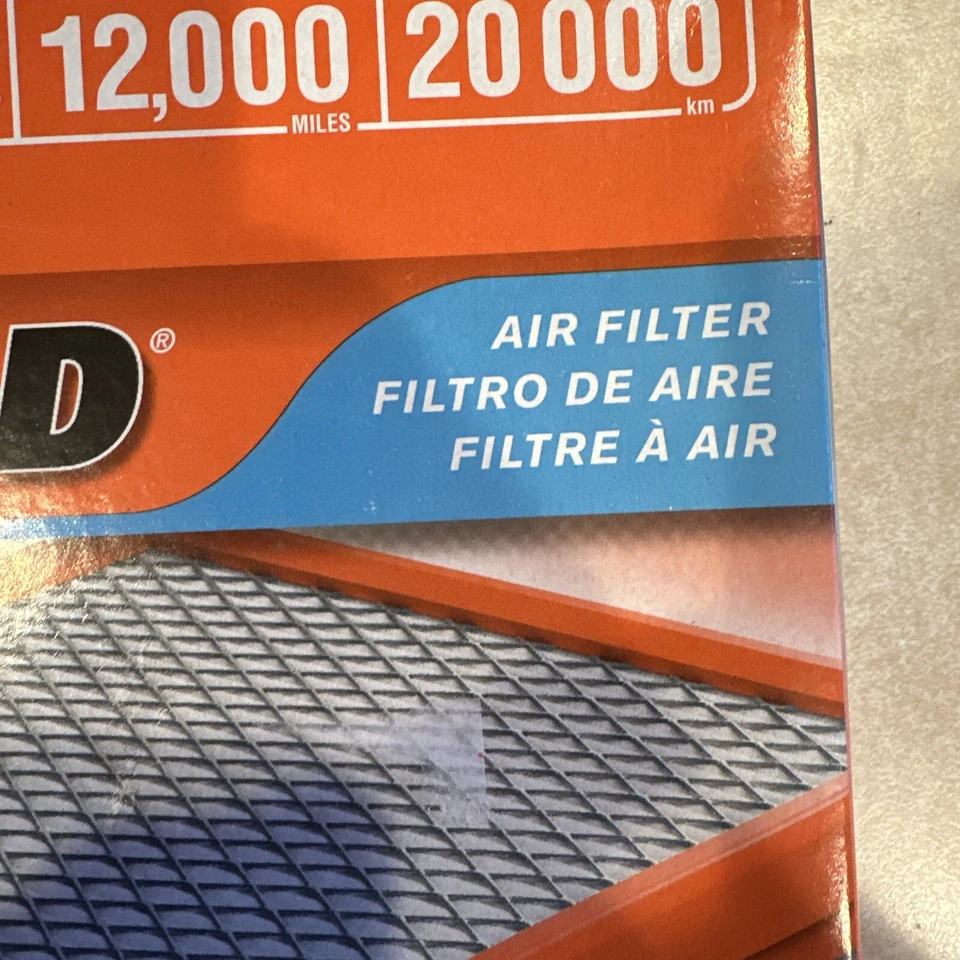 12,000 20 000
MILES km
D®
AIR FILTER
FILTRO DE AIRE
FILTRE À AIR